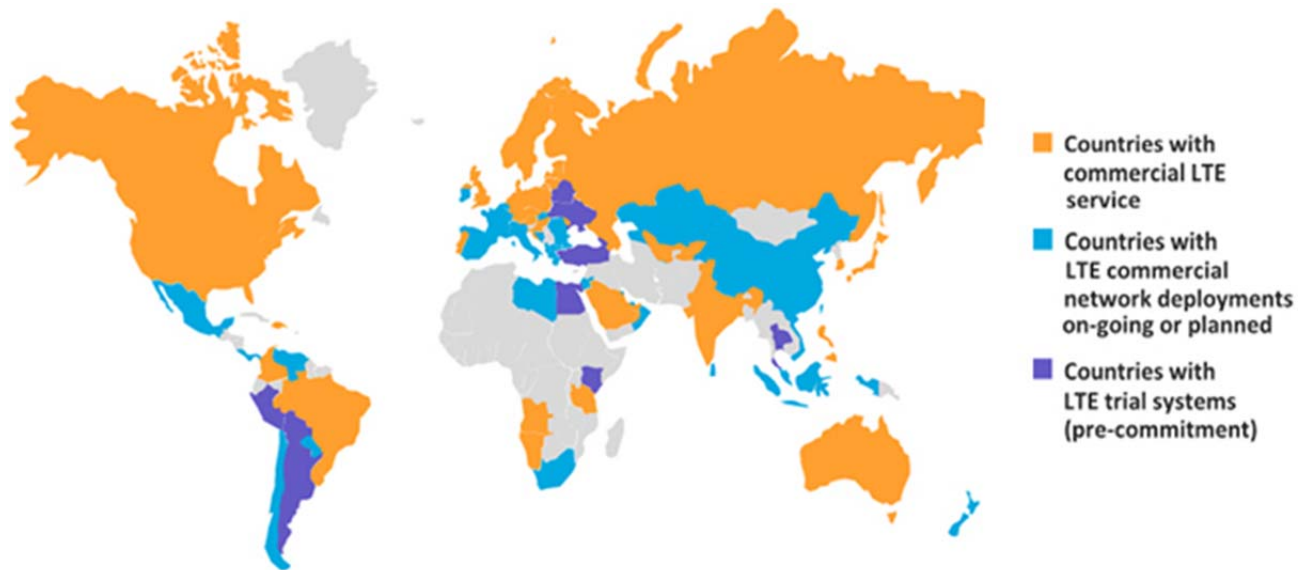 Countries with
commercial LTE
service
Countries with
LTE commercial
network deployments
on-going or planned
Countries with
LTE trial systems
(pre-commitment)